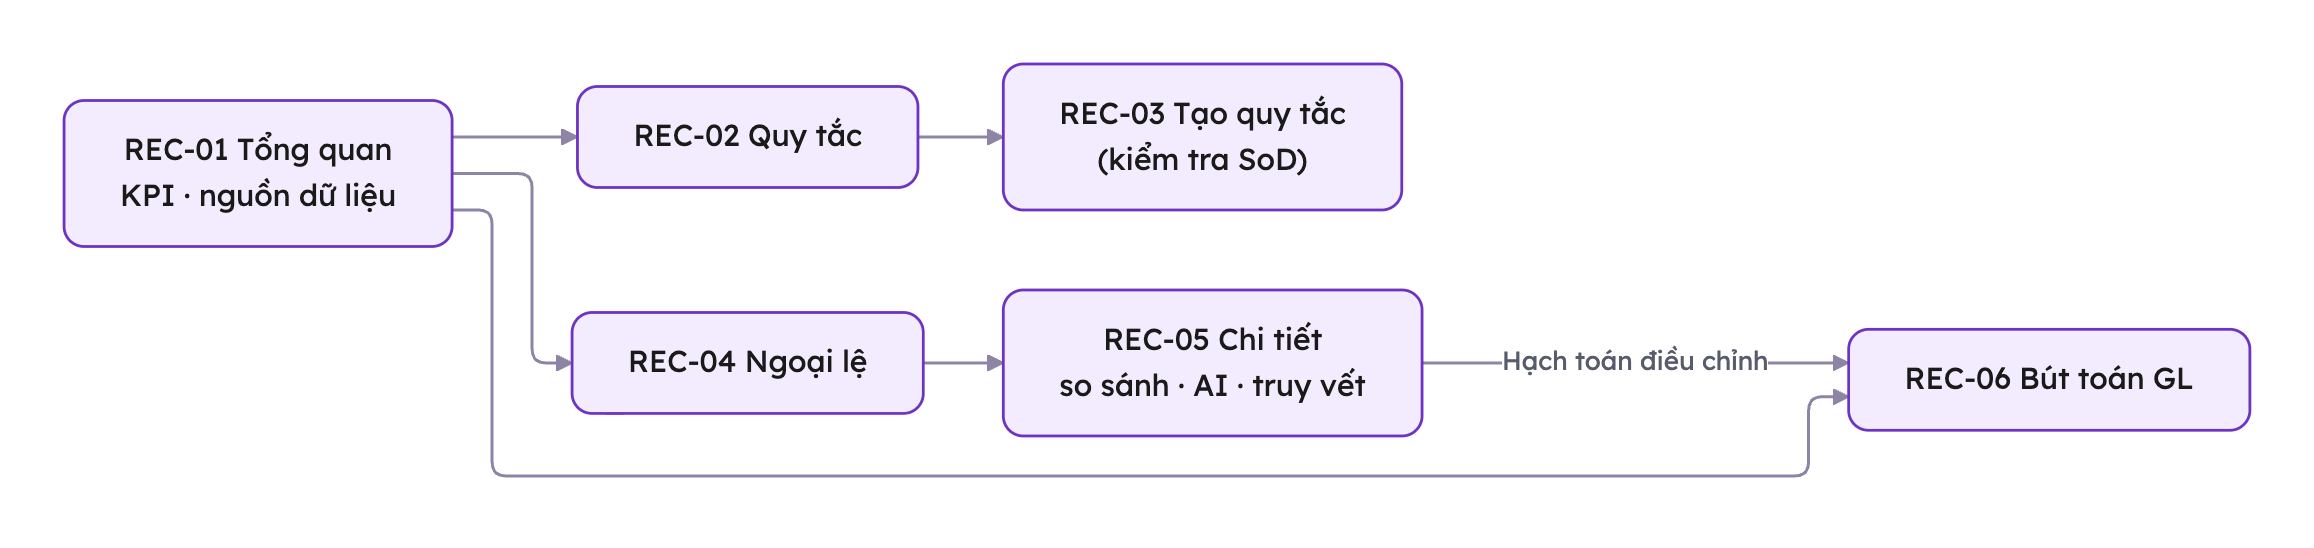 REC-01 Tổng quan
KPI · nguồn dữ liệu
REC-02 Quy tắc
REC-03 Tạo quy tắc
(kiểm tra SoD)
REC-04 Ngoại lệ
REC-05 Chi tiết
so sánh · AI · truy vết
Hạch toán điều chỉnh
REC-06 Bút toán GL